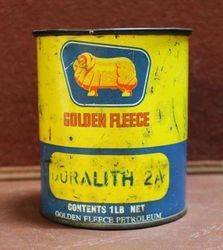 GOLDEN FLEECE
DURALITH 2A
CONTENTS 1LB NET
GOLDEN FLEECE PETROLEUM